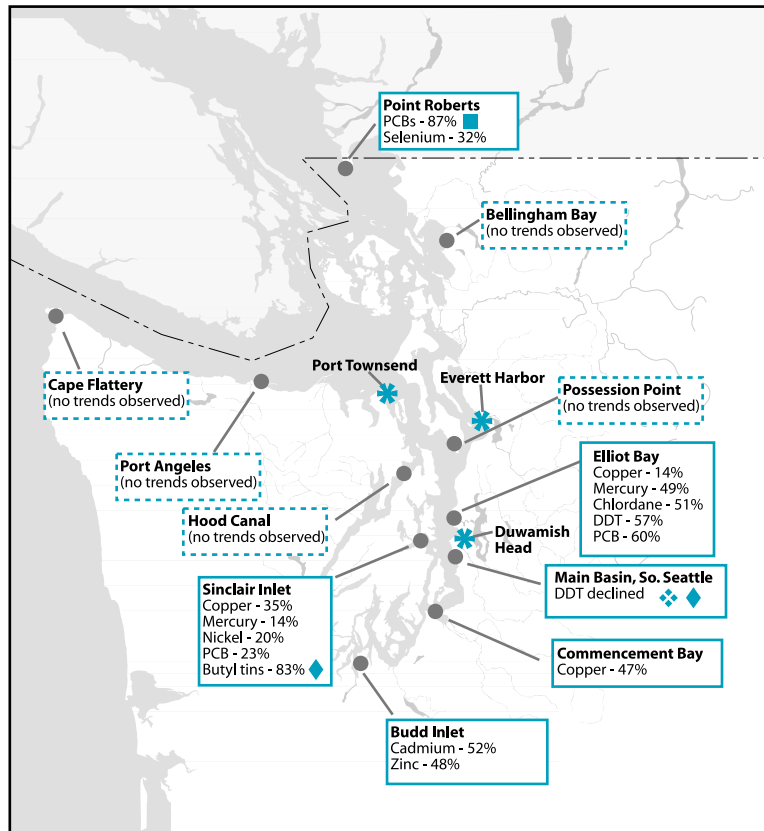 Point Roberts
PCBs - 87%
Selenium - 32%
Bellingham Bay
(no trends observed)
Cape Flattery
(no trends observed)
Port Townsend
Everett Harbor
Possession Point
(no trends observed)
Port Angeles
(no trends observed)
Elliot Bay
Copper - 14%
Mercury - 49%
Chlordane - 51%
DDT - 57%
PCB - 60%
Hood Canal
(no trends observed)
Duwamish
Head
Sinclair Inlet
Copper - 35%
Mercury - 14%
Nickel - 20%
PCB - 23%
Butyl tins - 83%
Main Basin, So. Seattle
DDT declined
Commencement Bay
Copper - 47%
Budd Inlet
Cadmium - 52%
Zinc - 48%